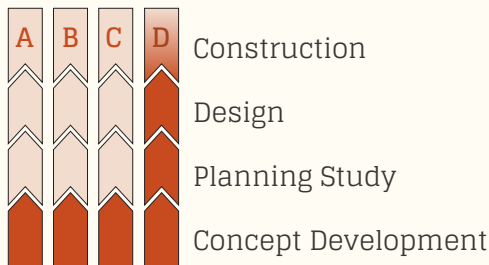 A B C D
Construction
Design
Planning Study
Concept Development